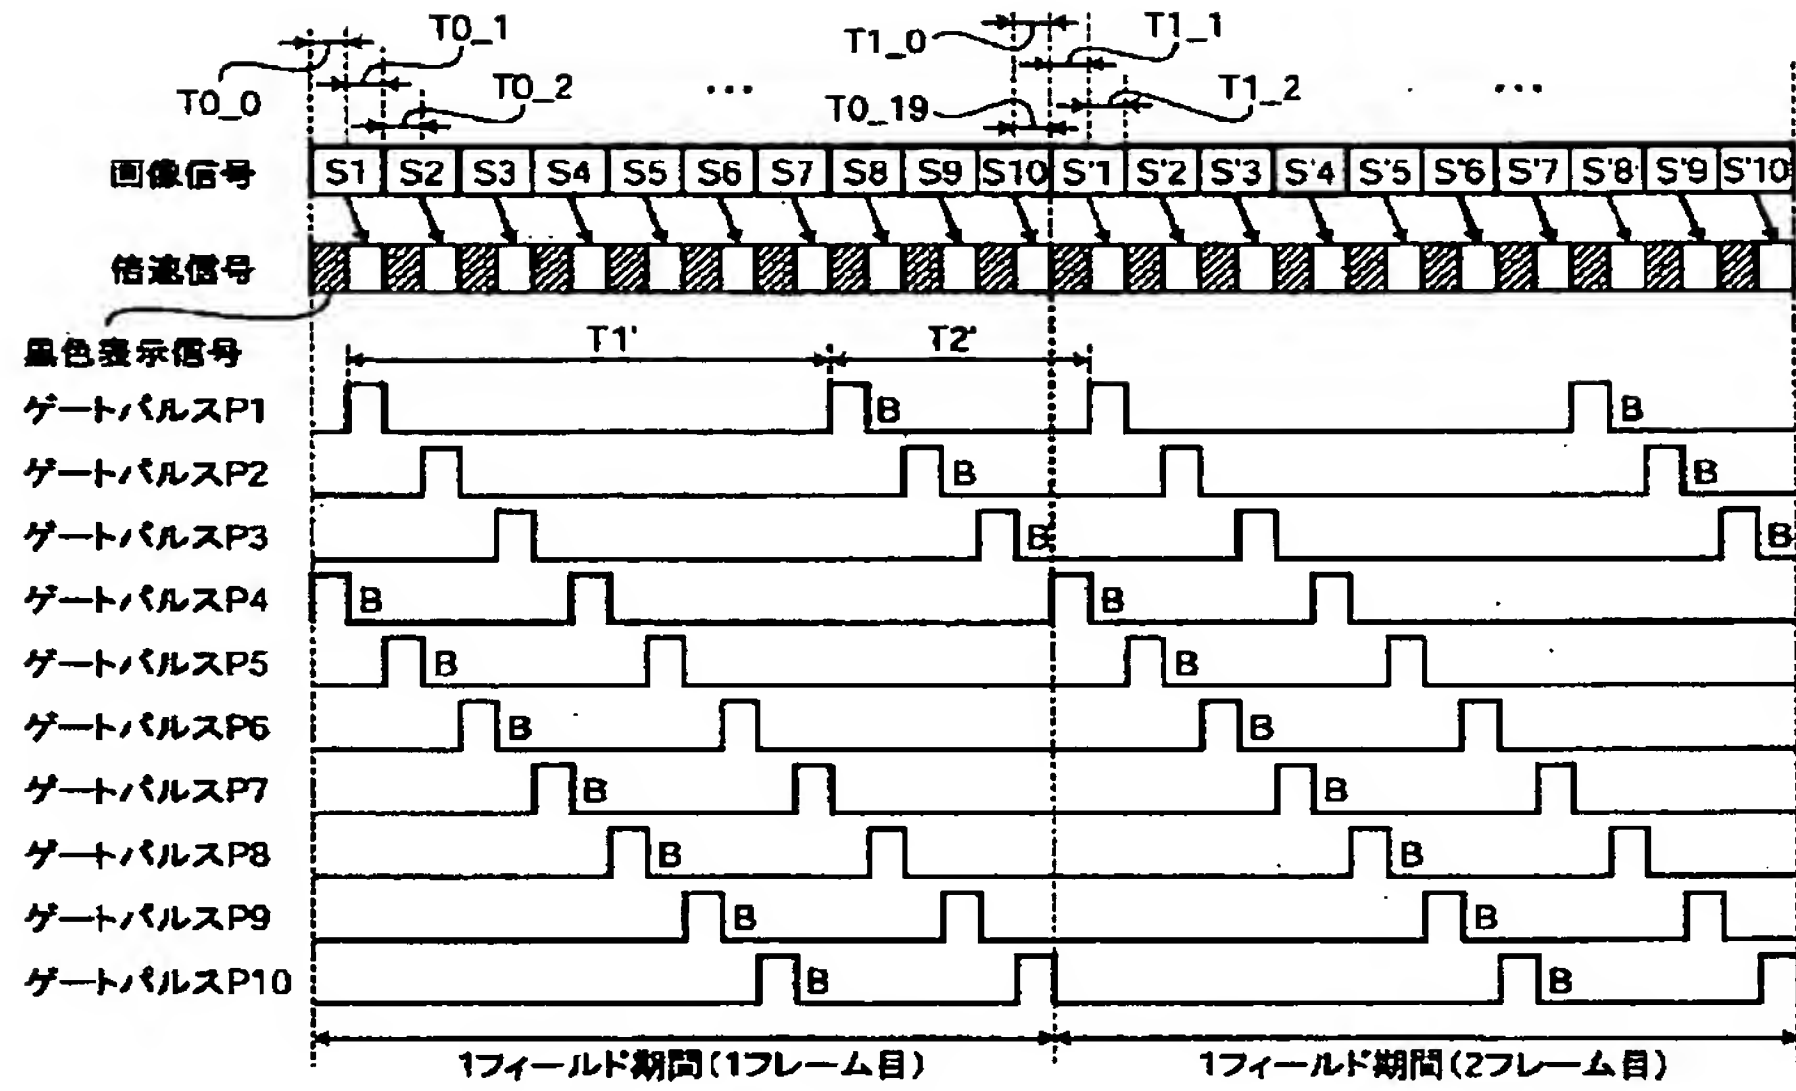 T0_1 T1_0 T1_1
T0_0 T0_2 … T0_19 T1_2 …
画像信号 S1 S2 S3 S4 S5 S6 S7 S8 S9 S10 S'1 S'2 S'3 S'4 S'5 S'6 S'7 S'8 S'9 S'10
倍速信号
黒色表示信号 T1' T2'
ゲートパルスP1 B B
ゲートパルスP2 B B
ゲートパルスP3 B B
ゲートパルスP4 B B
ゲートパルスP5 B B
ゲートパルスP6 B B
ゲートパルスP7 B B
ゲートパルスP8 B B
ゲートパルスP9 B B
ゲートパルスP10 B B
1フィールド期間(1フレーム目) 1フィールド期間(2フレーム目)